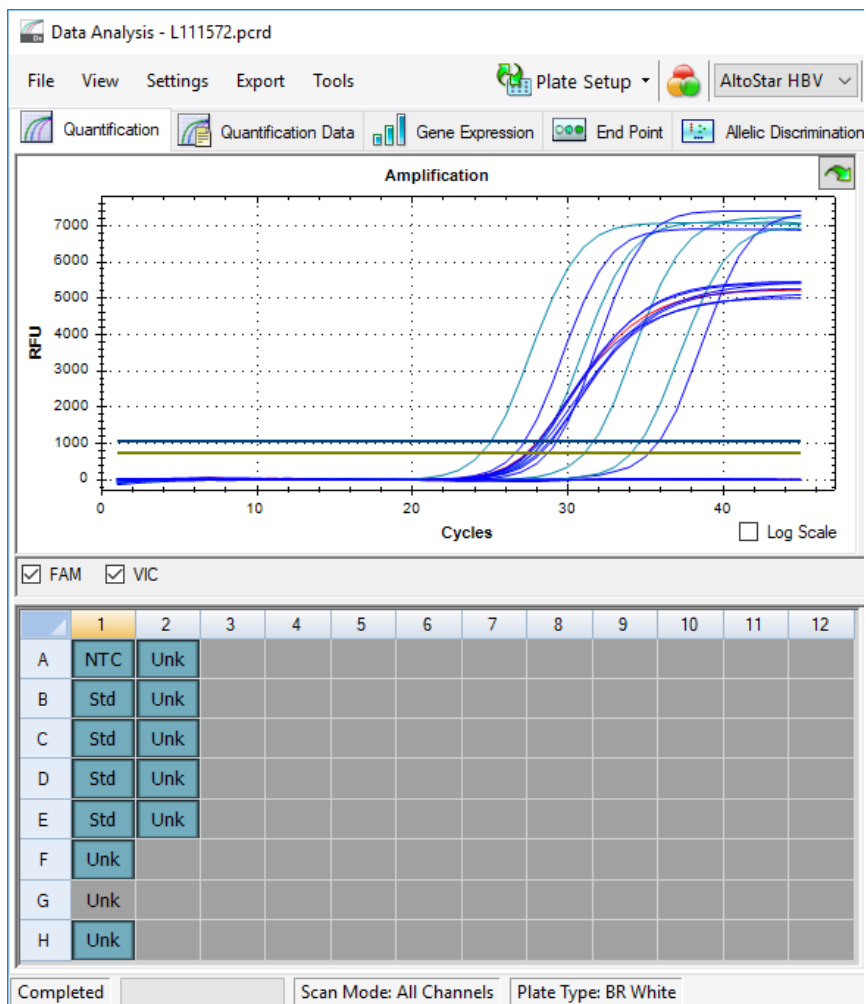 Data Analysis - L111572.pcrd
File View Settings Export Tools Plate Setup AltoStar HBV
Quantification Quantification Data Gene Expression End Point Allelic Discrimination
Amplification
7000
6000
5000
4000
3000
2000
1000
0
RFU
0 10 20 30 40
Cycles
Log Scale
FAM VIC
1 2 3 4 5 6 7 8 9 10 11 12
A NTC Unk
B Std Unk
C Std Unk
D Std Unk
E Std Unk
F Unk
G Unk
H Unk
Completed Scan Mode: All Channels Plate Type: BR White